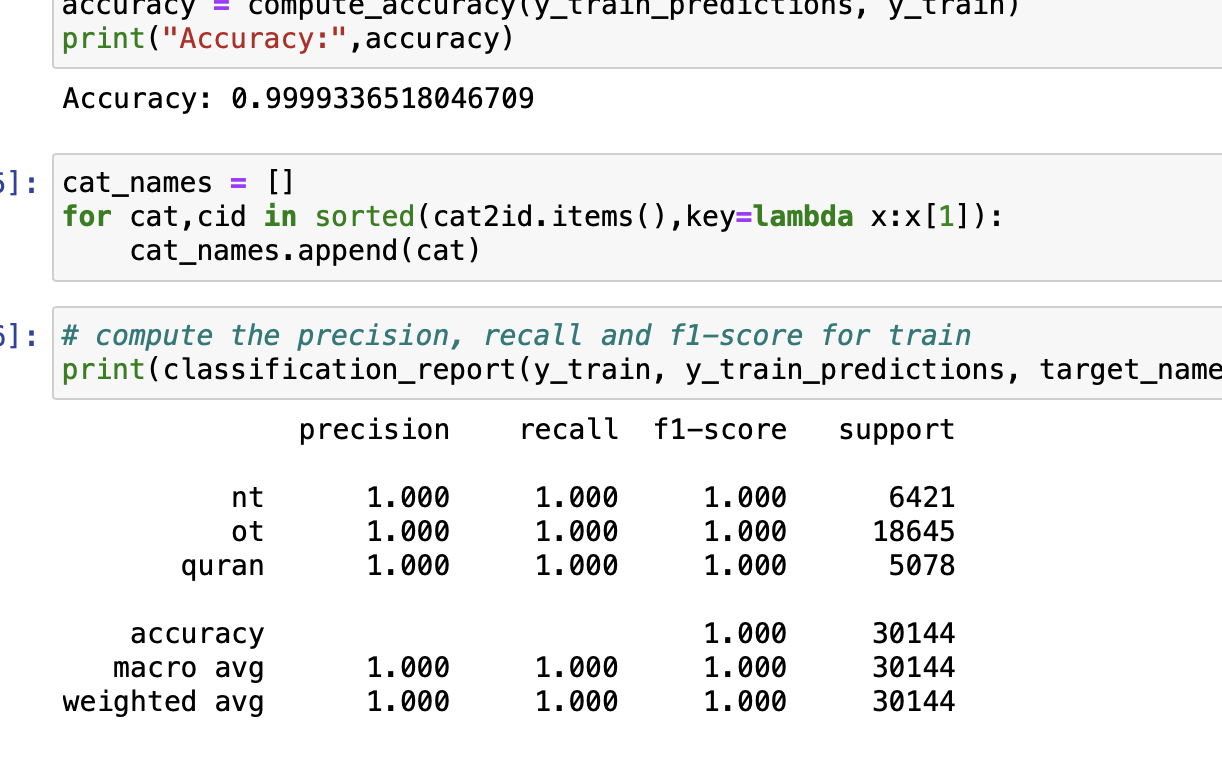 accuracy = compute_accuracy(y_train_predictions, y_train)
print("Accuracy:",accuracy)
Accuracy: 0.9999336518046709
5]: cat_names = []
for cat,cid in sorted(cat2id.items(),key=lambda x:x[1]):
    cat_names.append(cat)
6]: # compute the precision, recall and f1-score for train
print(classification_report(y_train, y_train_predictions, target_name
precision recall f1-score support
nt 1.000 1.000 1.000 6421
ot 1.000 1.000 1.000 18645
quran 1.000 1.000 1.000 5078
accuracy 1.000 30144
macro avg 1.000 1.000 1.000 30144
weighted avg 1.000 1.000 1.000 30144